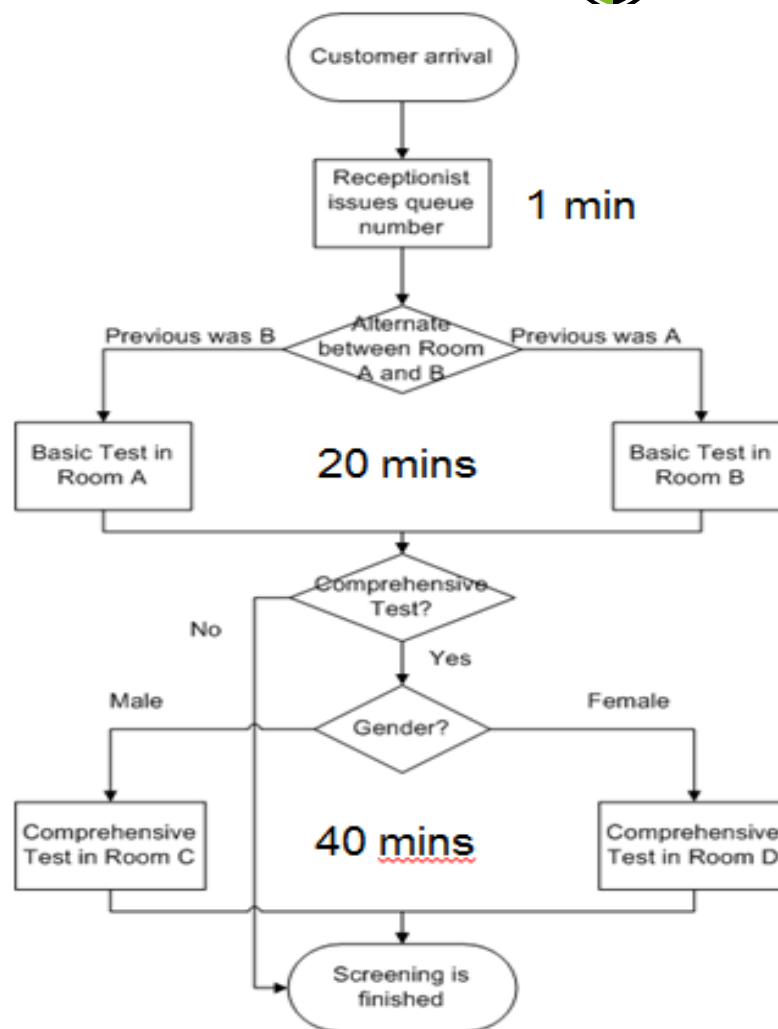 Customer arrival
Receptionist
issues queue
number
1 min
Previous was B
Alternate
between Room
A and B
Previous was A
Basic Test in
Room A
20 mins
Basic Test in
Room B
Comprehensive
Test?
No
Yes
Male
Gender?
Female
Comprehensive
Test in Room C
40 mins
Comprehensive
Test in Room D
Screening is
finished